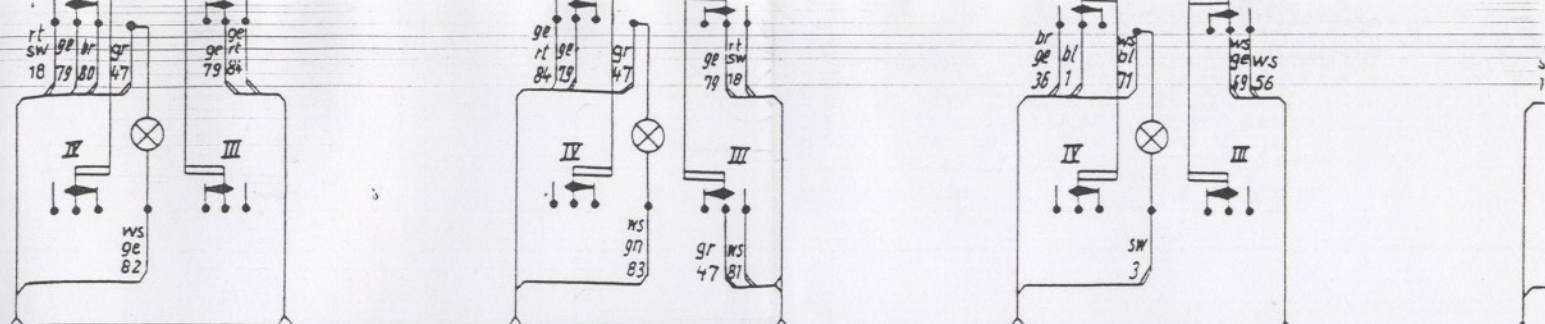 rt
sw ge br gr
18 79 80 47
ge
ge rt
79 84
IV III
ws
ge
82
ge
rt ge gr
84 79 47
rt
ge sw
79 18
IV III
ws
gn
83
gr ws
47 81
br ws
ge bl bl
36 1 71
ws
ge ws
69 56
IV III
sw
3